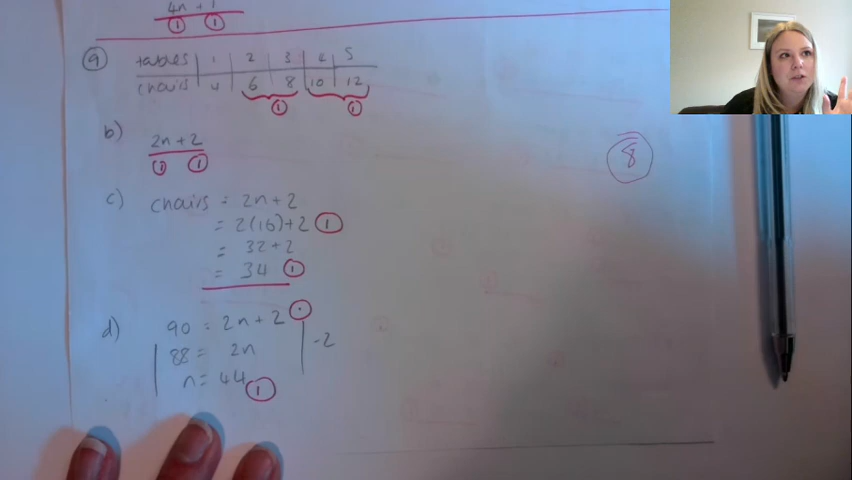 4n + 1
① ①
9 tables 1 2 3 4 5
chairs 4 6 8 10 12
① ①
b) 2n + 2
① ①
8
c) chairs = 2n + 2
= 2(16) + 2 ①
= 32 + 2
= 34 ①
d) 90 = 2n + 2
88 = 2n -2
n = 44 ①